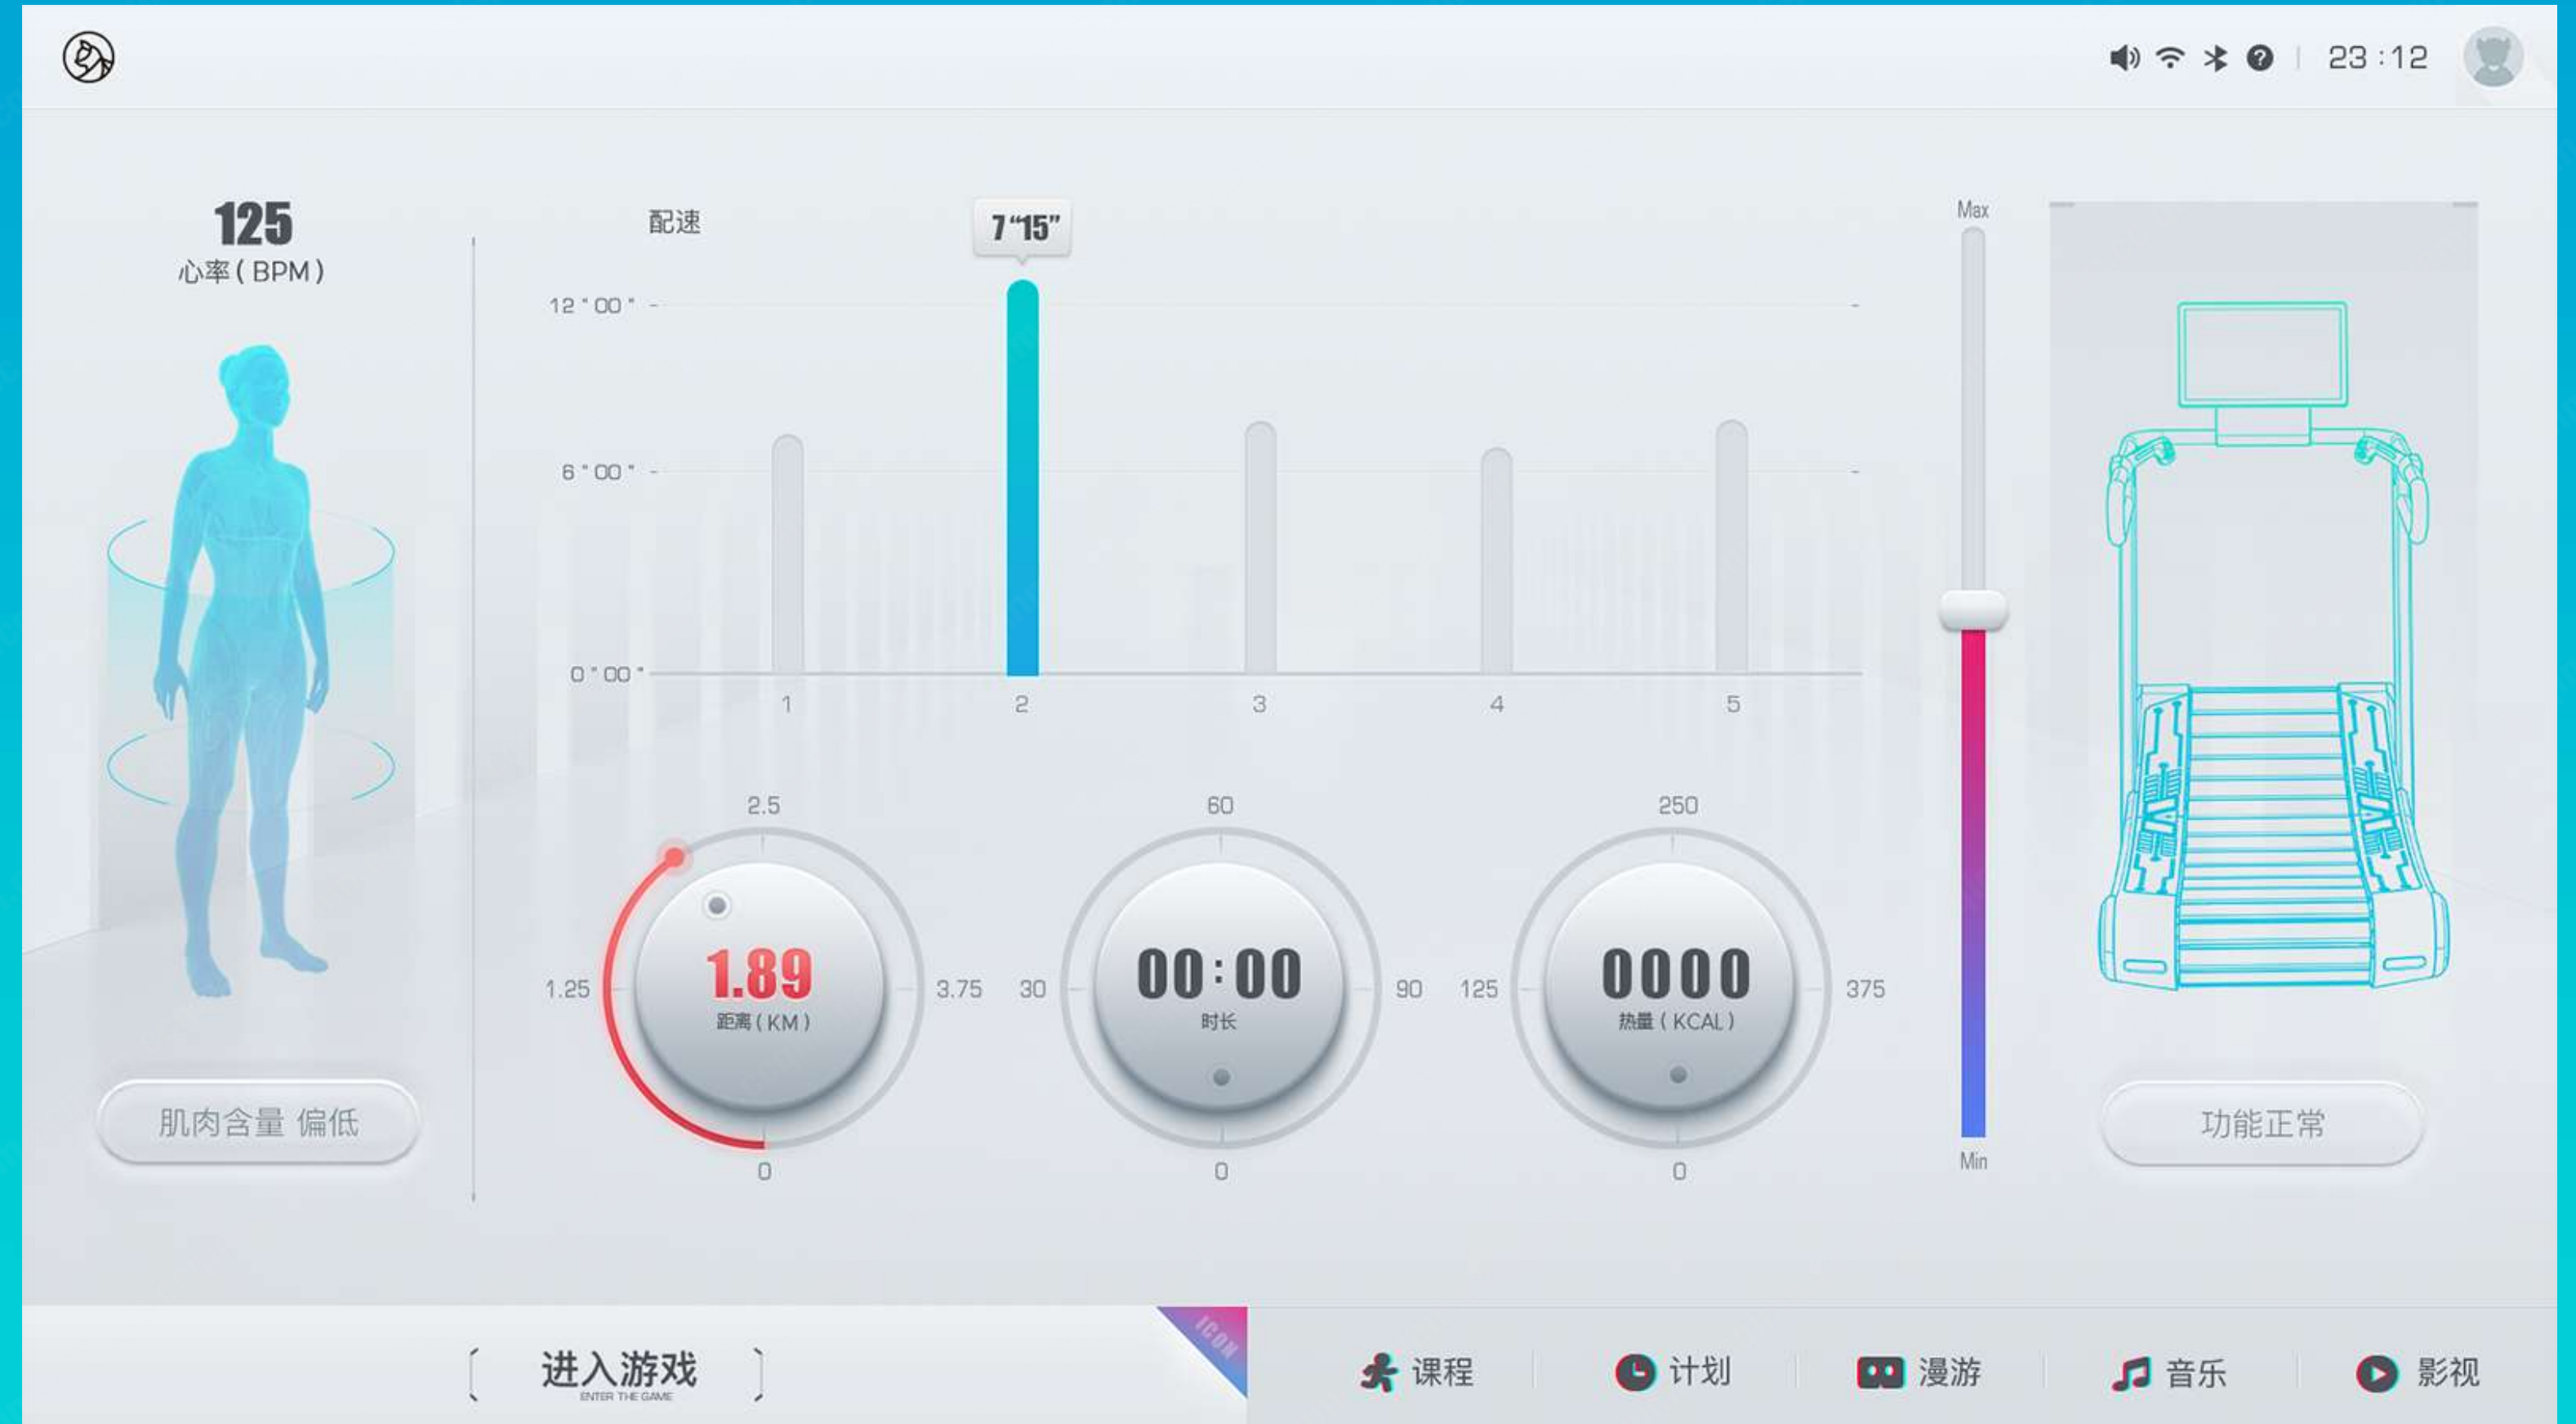 23:12
125
心率(BPM)
配速
7“15”
12"00"
6"00"
0"00"
1
2
3
4
5
Max
Min
2.5
1.25
3.75
0
1.89
距离(KM)
60
30
90
0
00:00
时长
250
125
375
0
0000
热量(KCAL)
肌肉含量 偏低
功能正常
进入游戏
ENTER THE GAME
ICON
课程
计划
漫游
音乐
影视